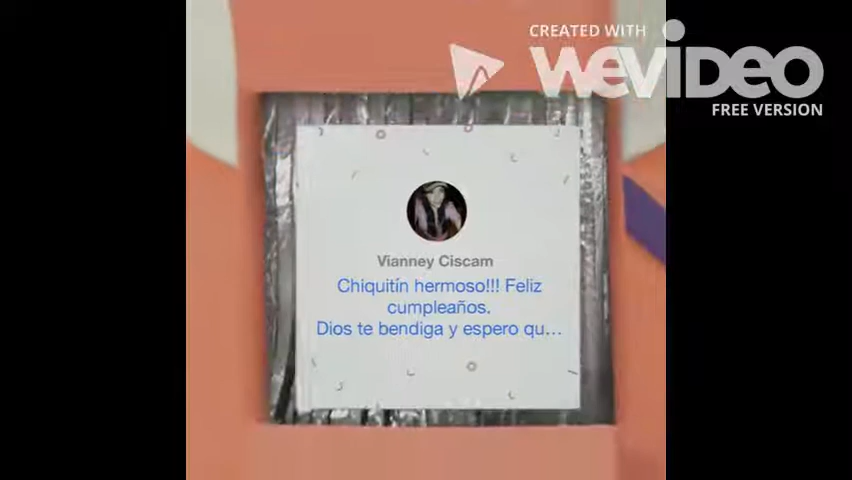 CREATED WITH
WEVIDEO
FREE VERSION
Vianney Ciscam
Chiquitín hermoso!!! Feliz
cumpleaños.
Dios te bendiga y espero qu...